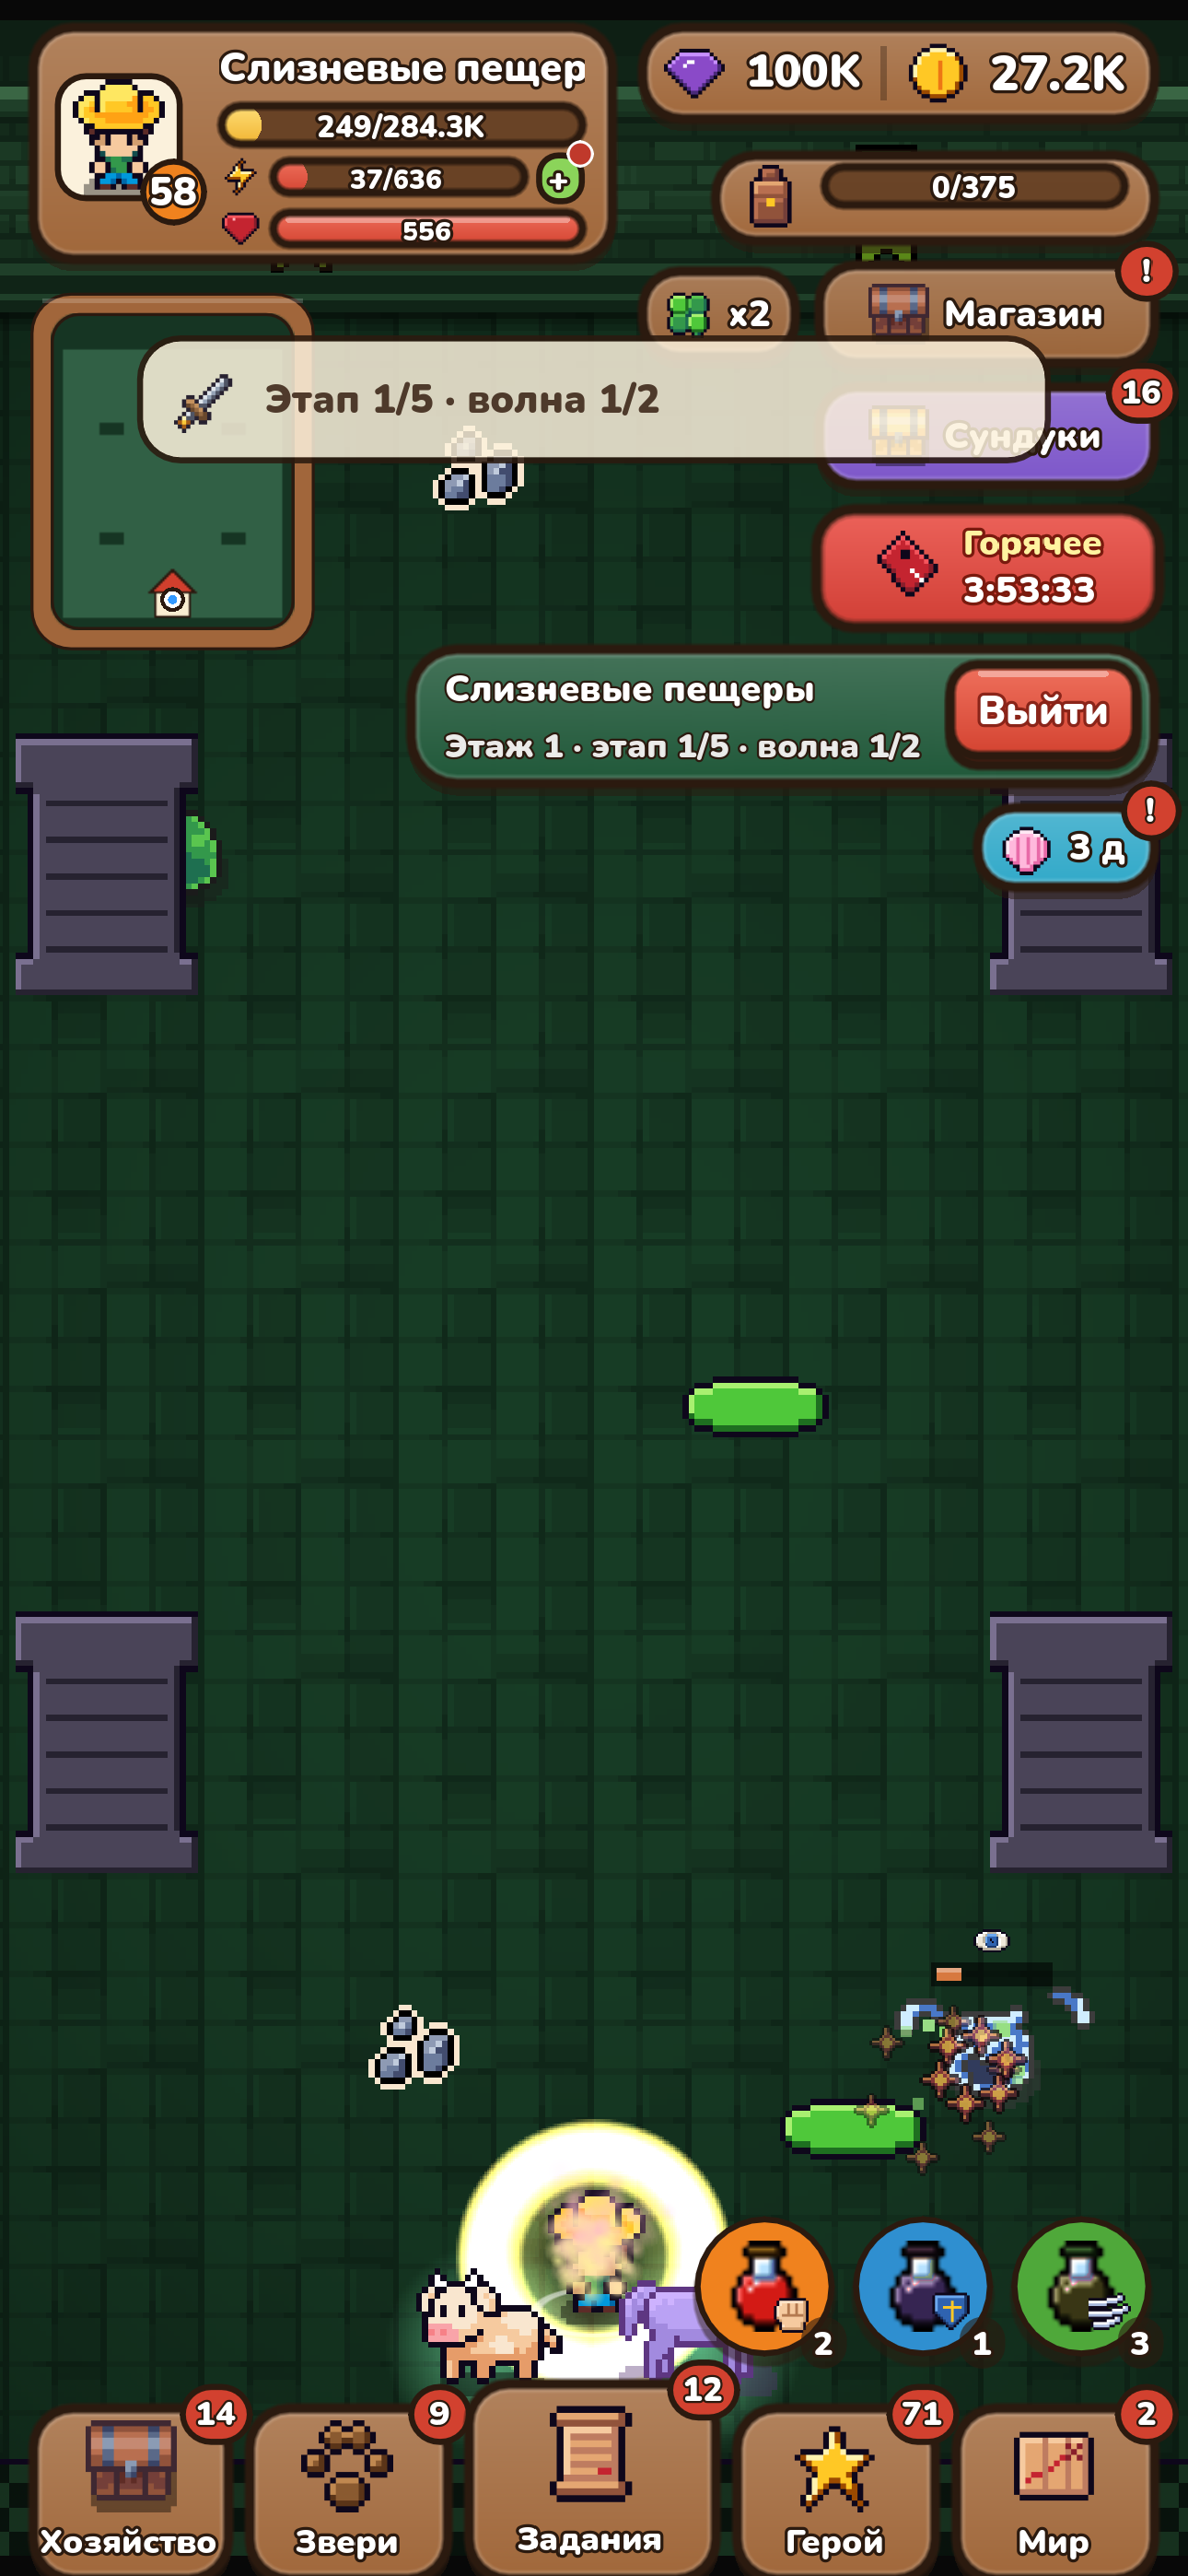 Слизневые пещер
249/284.3K
37/636
556
58
100K
27.2K
0/375
x2
Магазин
!
Этап 1/5 · волна 1/2
Сундуки
16
Горячее
3:53:33
Слизневые пещеры
Этаж 1 · этап 1/5 · волна 1/2
Выйти
3 д
!
2
1
3
14
9
12
71
2
Хозяйство
Звери
Задания
Герой
Мир